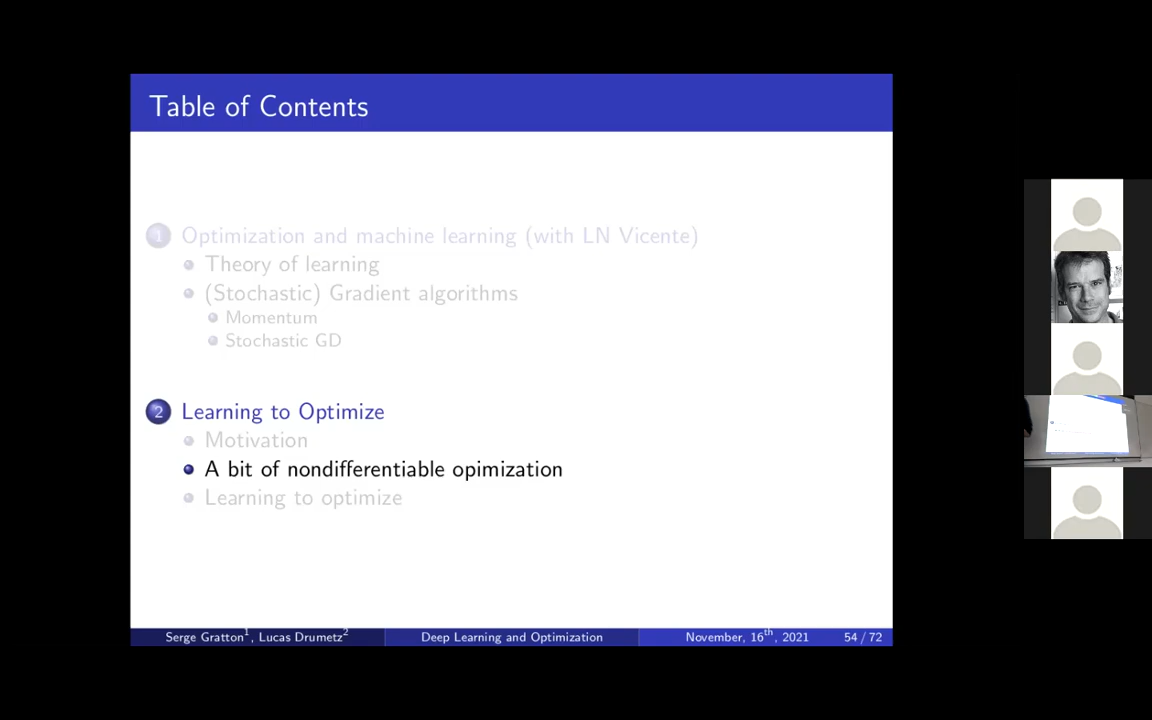 Table of Contents
1 Optimization and machine learning (with LN Vicente)
Theory of learning
(Stochastic) Gradient algorithms
Momentum
Stochastic GD
2 Learning to Optimize
Motivation
A bit of nondifferentiable opimization
Learning to optimize
Serge Gratton1, Lucas Drumetz2 Deep Learning and Optimization November, 16th, 2021 54 / 72